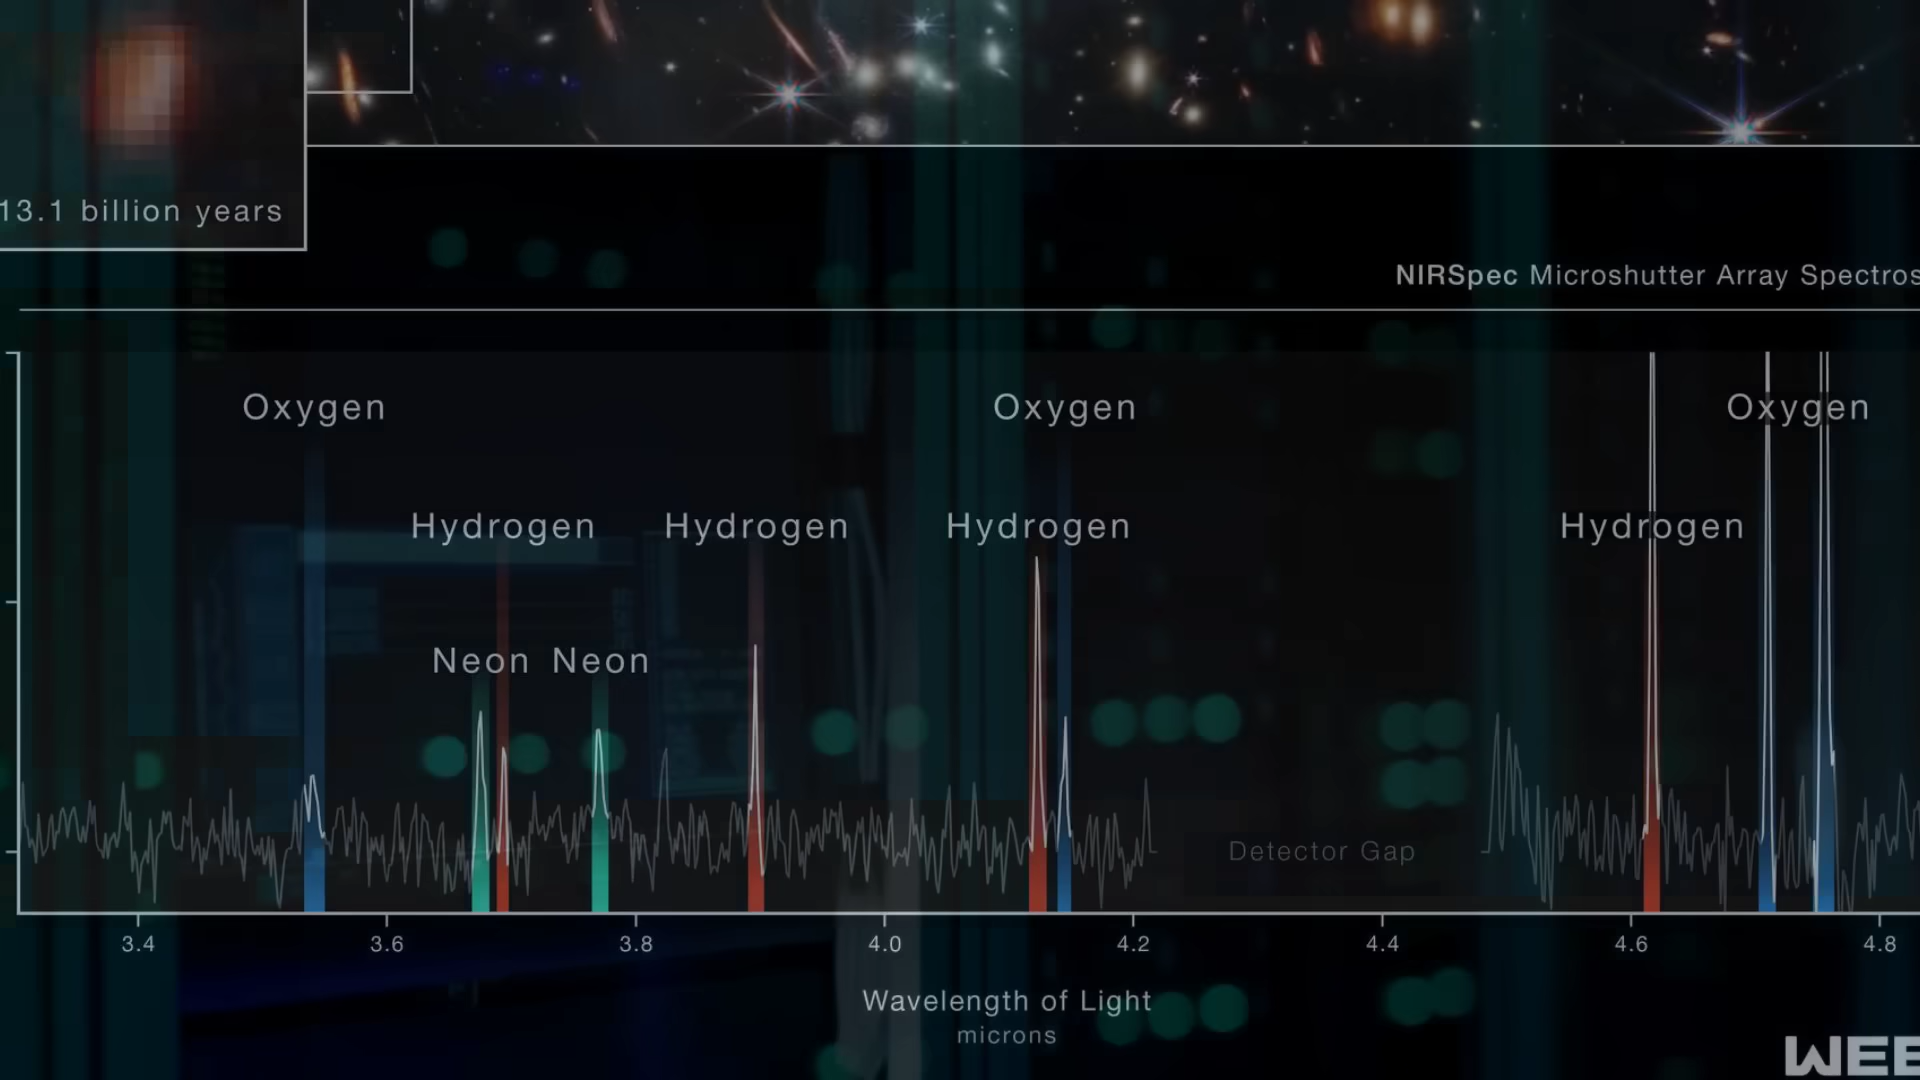 13.1 billion years
NIRSpec Microshutter Array Spectros
Oxygen Oxygen Oxygen
Hydrogen Hydrogen Hydrogen Hydrogen
Neon Neon
Detector Gap
3.4 3.6 3.8 4.0 4.2 4.4 4.6 4.8
Wavelength of Light
microns
WEB